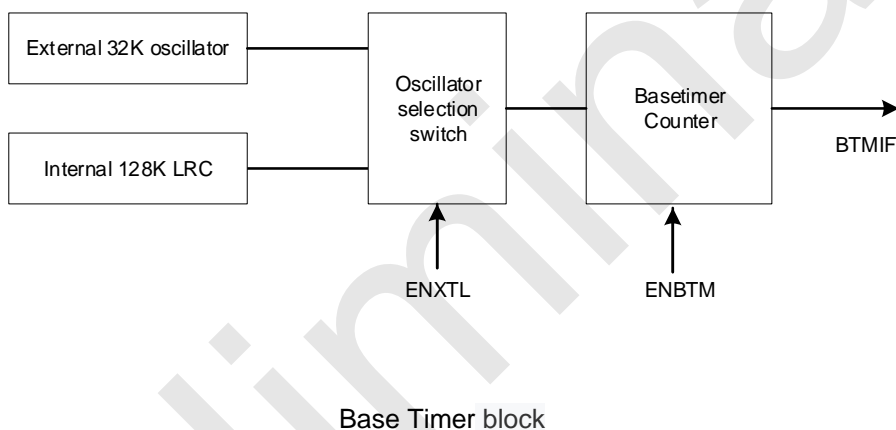 External 32K oscillator
Internal 128K LRC
Oscillator
selection
switch
Basetimer
Counter
BTMIF
ENXTL
ENBTM
Base Timer block